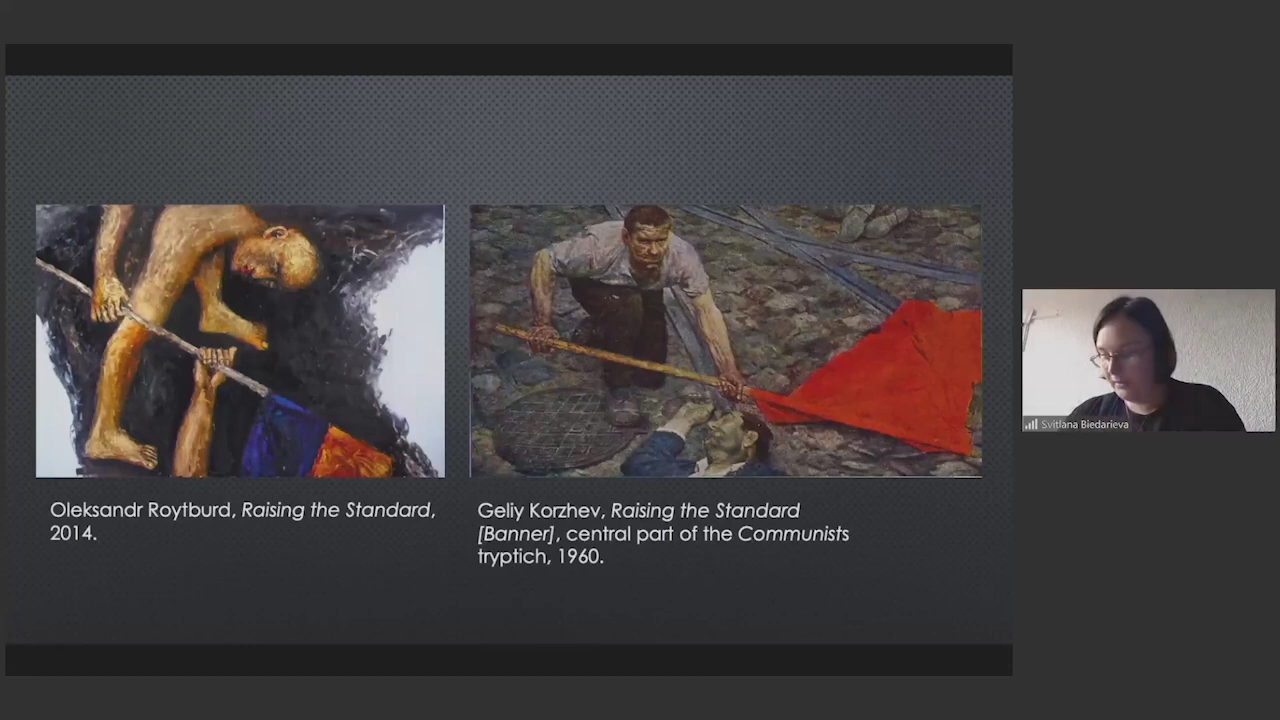 Oleksandr Roytburd, Raising the Standard,
2014.
Geliy Korzhev, Raising the Standard
[Banner], central part of the Communists
tryptich, 1960.
Svitlana Biedarieva